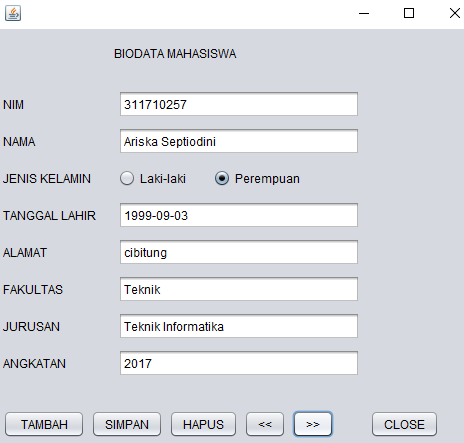 BIODATA MAHASISWA
NIM 311710257
NAMA Ariska Septiodini
JENIS KELAMIN Laki-laki Perempuan
TANGGAL LAHIR 1999-09-03
ALAMAT cibitung
FAKULTAS Teknik
JURUSAN Teknik Informatika
ANGKATAN 2017
TAMBAH SIMPAN HAPUS << >> CLOSE